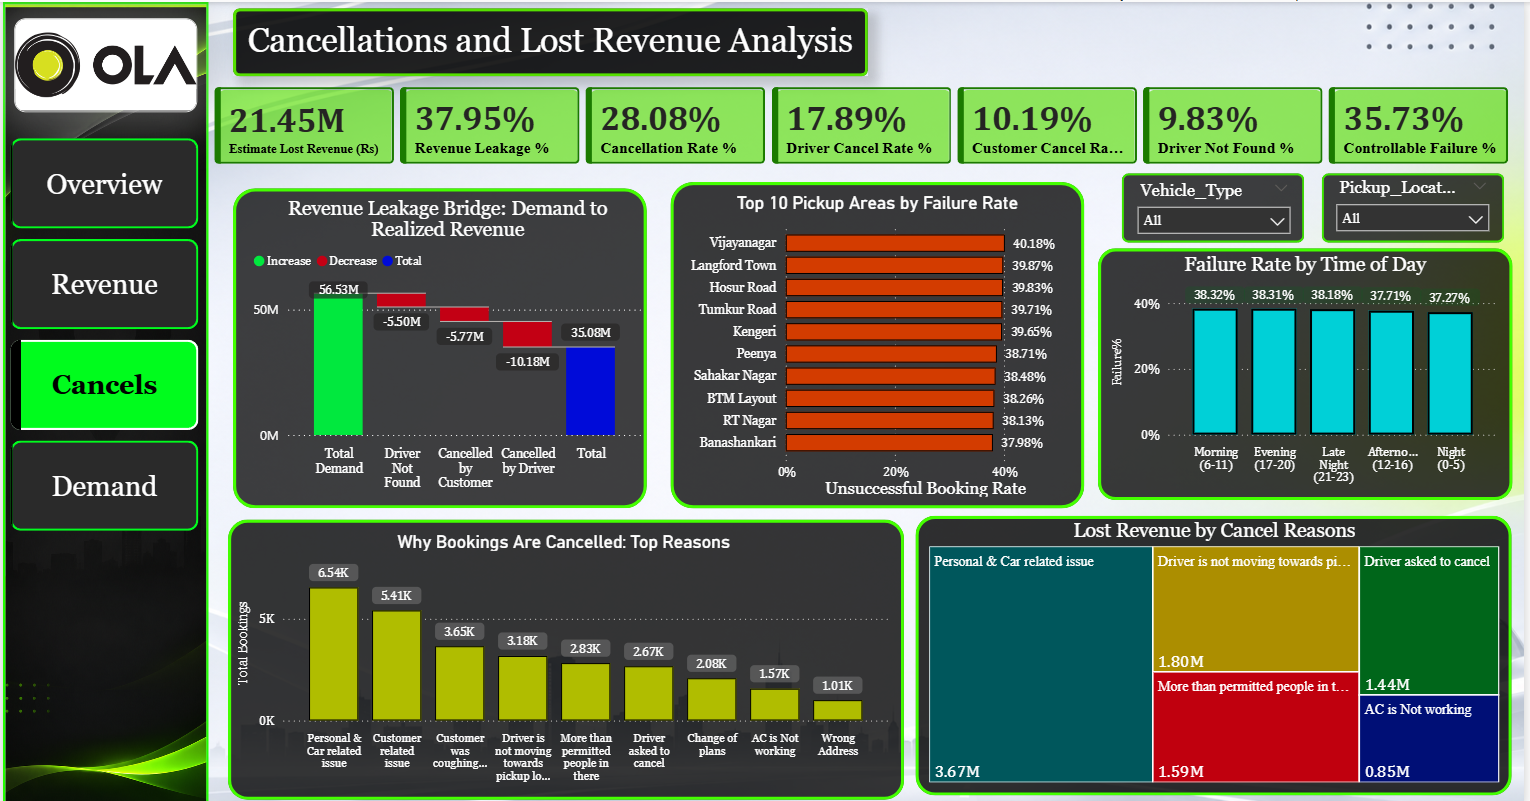 OLA
Cancellations and Lost Revenue Analysis
Overview
Revenue
Cancels
Demand
21.45M
Estimate Lost Revenue (Rs)
37.95%
Revenue Leakage %
28.08%
Cancellation Rate %
17.89%
Driver Cancel Rate %
10.19%
Customer Cancel Ra...
9.83%
Driver Not Found %
35.73%
Controllable Failure %
Vehicle_Type
All
Pickup_Locat...
All
Revenue Leakage Bridge: Demand to
Realized Revenue
Increase Decrease Total
50M
0M
56.53M
-5.50M
-5.77M
-10.18M
35.08M
Total
Demand
Driver
Not
Found
Cancelled
by
Customer
Cancelled
by Driver
Total
Top 10 Pickup Areas by Failure Rate
Vijayanagar 40.18%
Langford Town 39.87%
Hosur Road 39.83%
Tumkur Road 39.71%
Kengeri 39.65%
Peenya 38.71%
Sahakar Nagar 38.48%
BTM Layout 38.26%
RT Nagar 38.13%
Banashankari 37.98%
0% 20% 40%
Unsuccessful Booking Rate
Failure Rate by Time of Day
Failure%
40%
20%
0%
38.32% 38.31% 38.18% 37.71% 37.27%
Morning
(6-11)
Evening
(17-20)
Late
Night
(21-23)
Afterno...
(12-16)
Night
(0-5)
Why Bookings Are Cancelled: Top Reasons
Total Bookings
5K
0K
6.54K
5.41K
3.65K
3.18K
2.83K
2.67K
2.08K
1.57K
1.01K
Personal &
Car related
issue
Customer
related
issue
Customer
was
coughing...
Driver is
not moving
towards
pickup lo...
More than
permitted
people in
there
Driver
asked to
cancel
Change of
plans
AC is Not
working
Wrong
Address
Lost Revenue by Cancel Reasons
Personal & Car related issue
3.67M
Driver is not moving towards pi...
1.80M
More than permitted people in t...
1.59M
Driver asked to cancel
1.44M
AC is Not working
0.85M